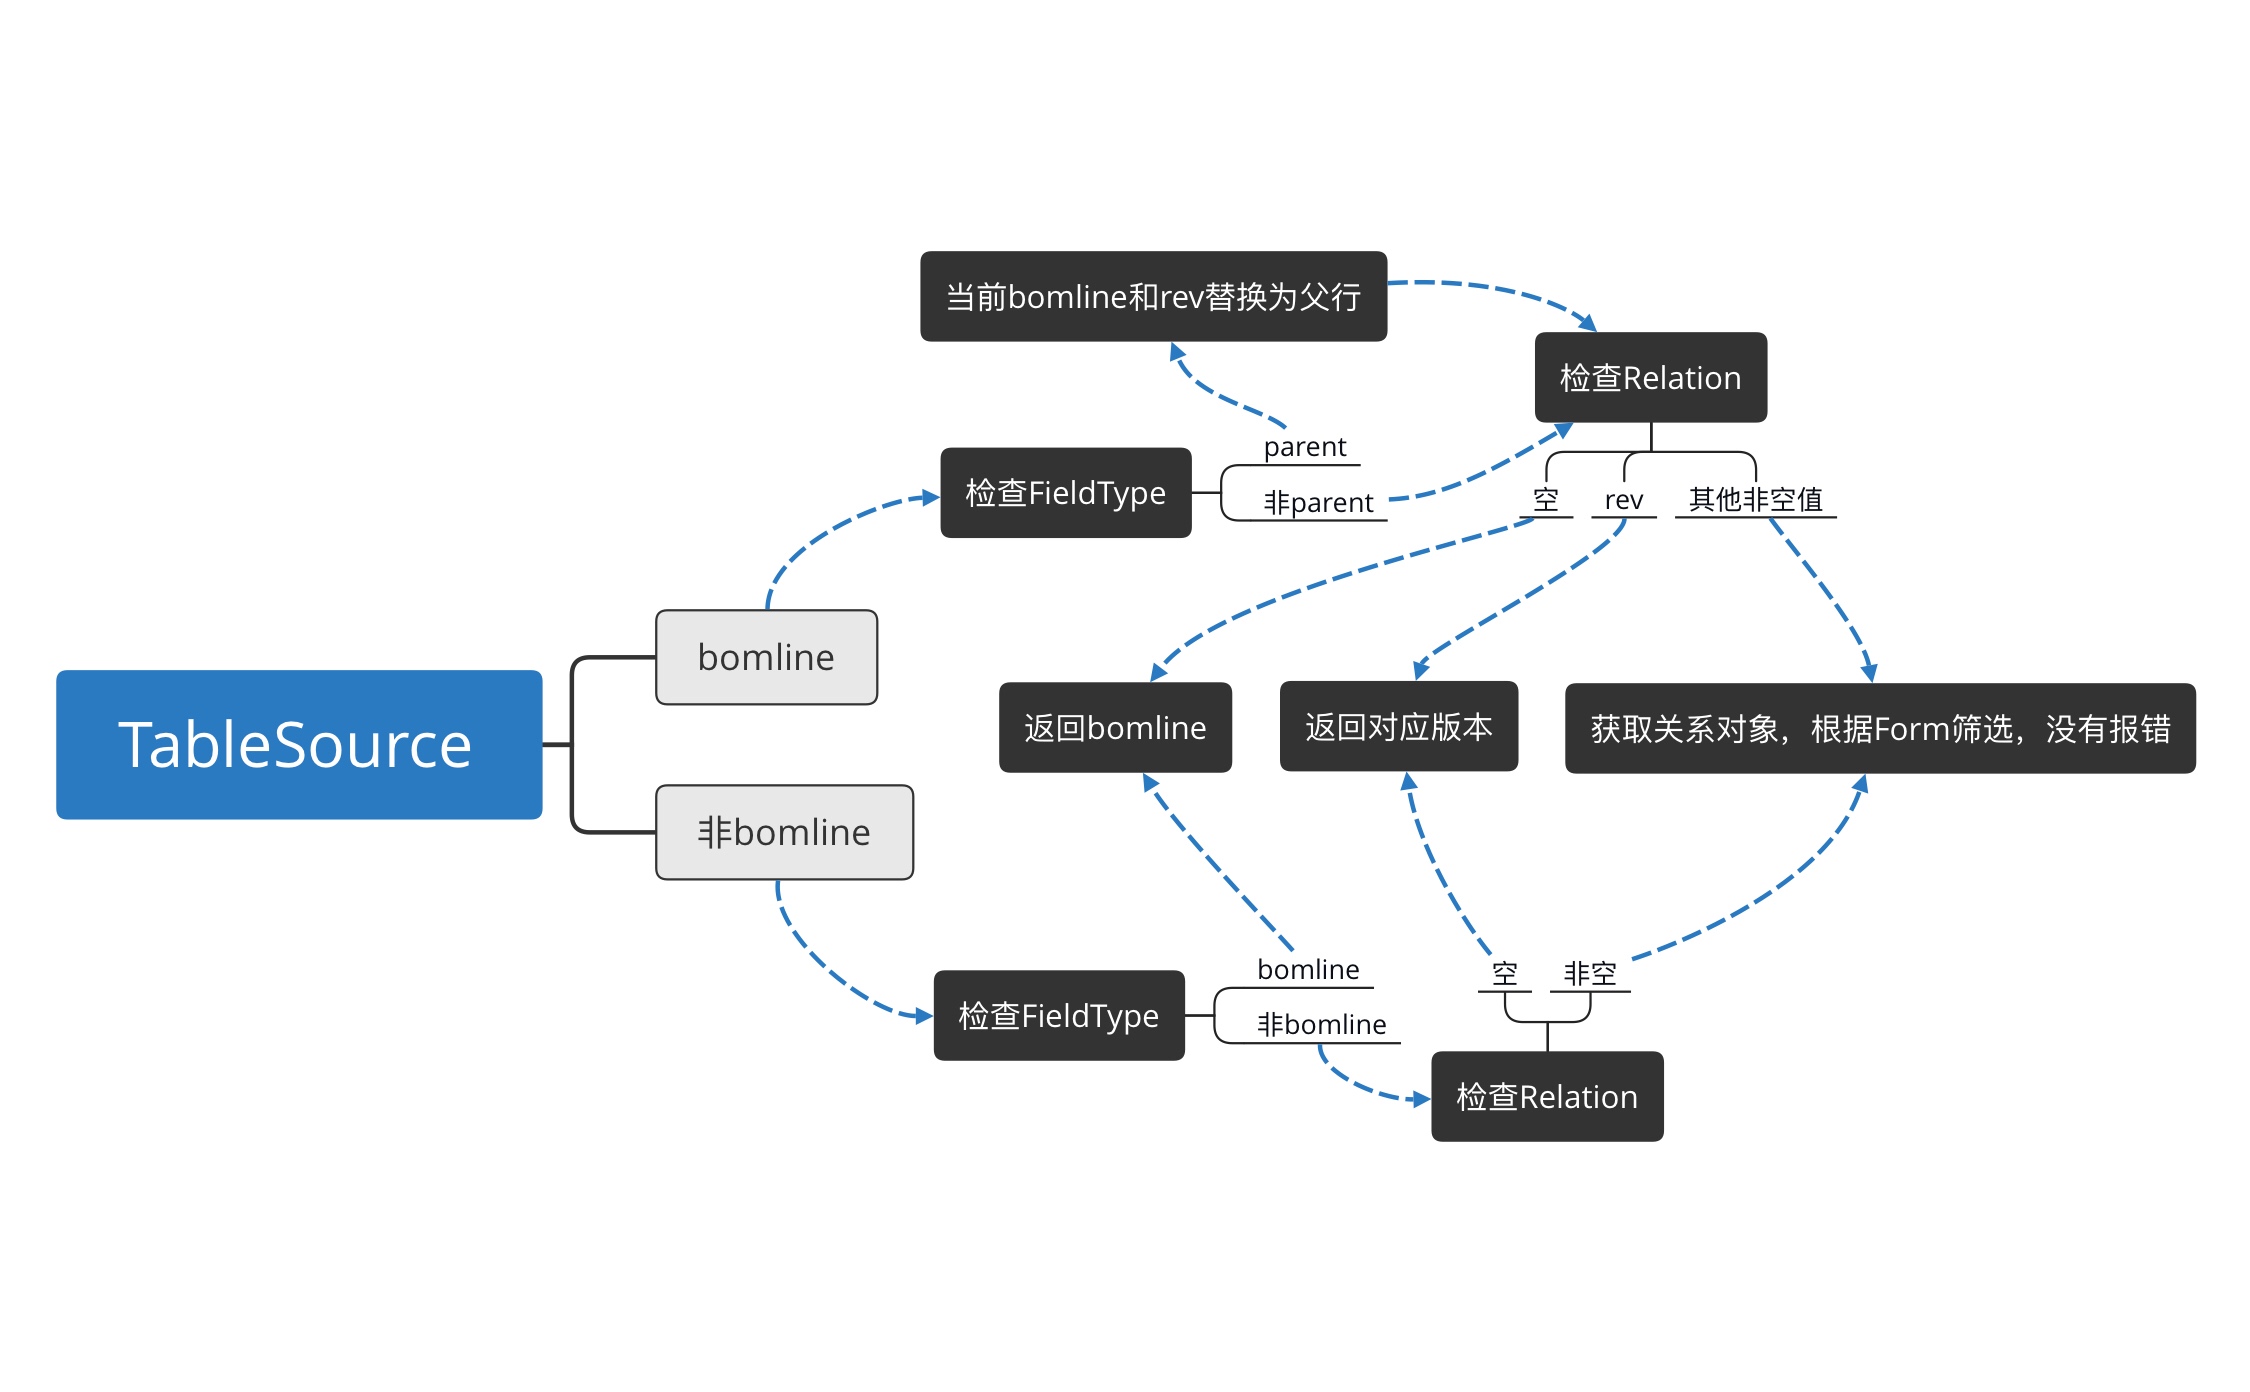 当前bomline和rev替换为父行
检查Relation
parent
检查FieldType
非parent
空
rev
其他非空值
bomline
TableSource
返回bomline
返回对应版本
获取关系对象，根据Form筛选，没有报错
非bomline
bomline
空
非空
检查FieldType
非bomline
检查Relation